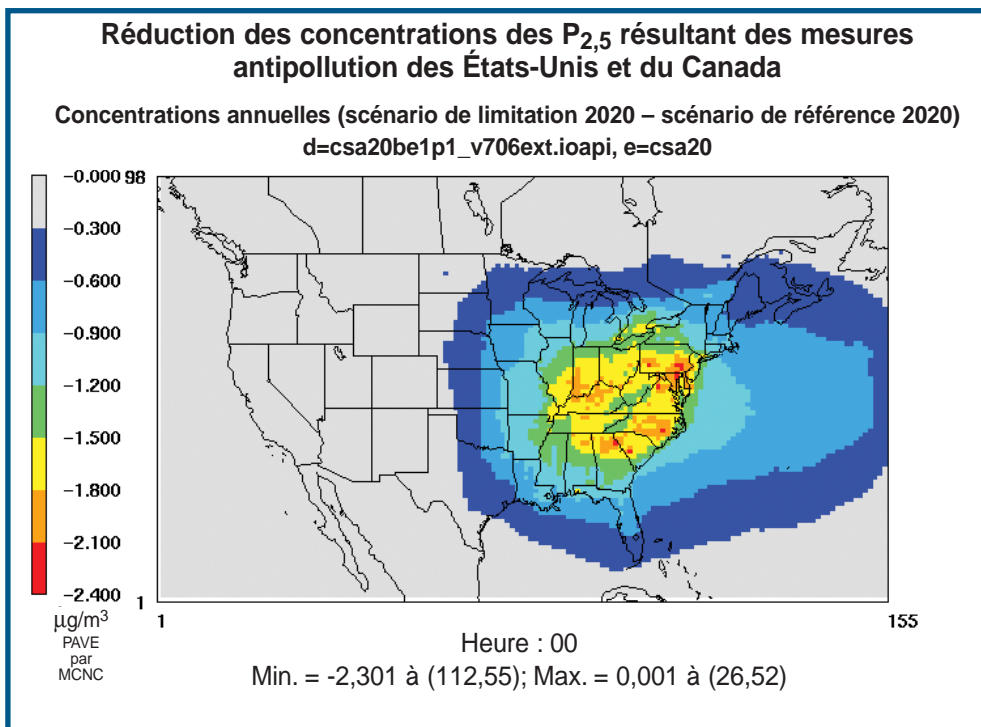 Réduction des concentrations des P2,5 résultant des mesures
antipollution des États-Unis et du Canada
Concentrations annuelles (scénario de limitation 2020 – scénario de référence 2020)
d=csa20be1p1_v706ext.ioapi, e=csa20
−0.000
98
−0.300
−0.600
−0.900
−1.200
−1.500
−1.800
−2.100
−2.400
1
µg/m³
1
155
PAVE
par
MCNC
Heure : 00
Min. = -2,301 à (112,55); Max. = 0,001 à (26,52)